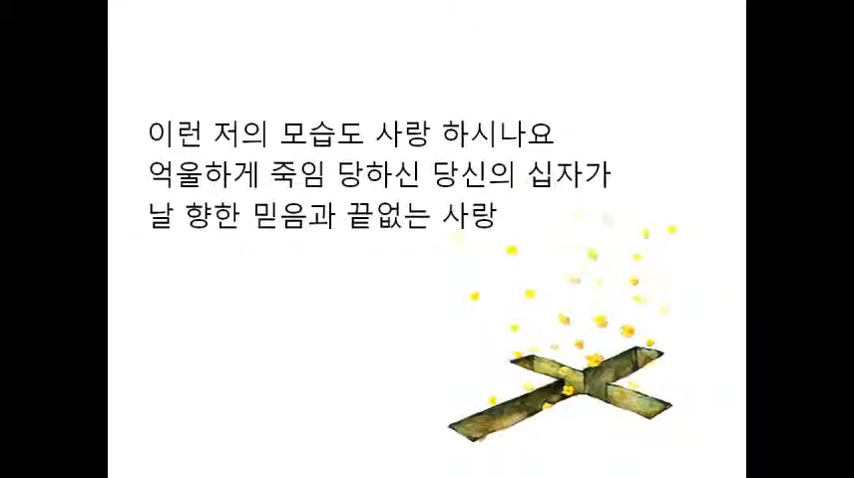 이런 저의 모습도 사랑 하시나요
억울하게 죽임 당하신 당신의 십자가
날 향한 믿음과 끝없는 사랑